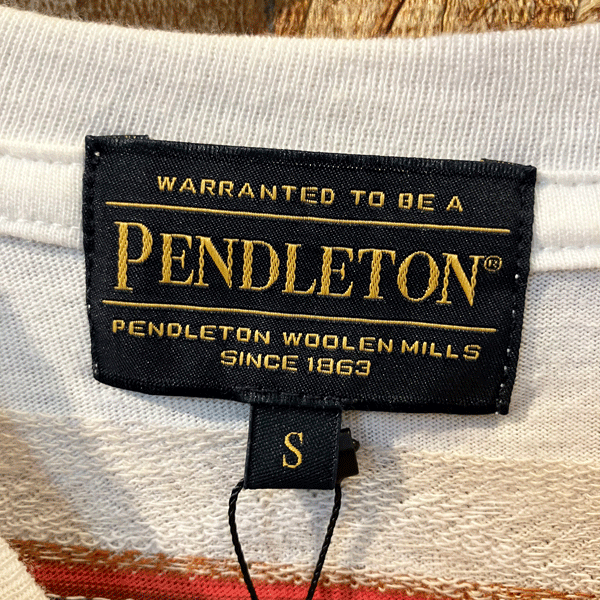 WARRANTED TO BE A
PENDLETON®
PENDLETON WOOLEN MILLS
SINCE 1863
S